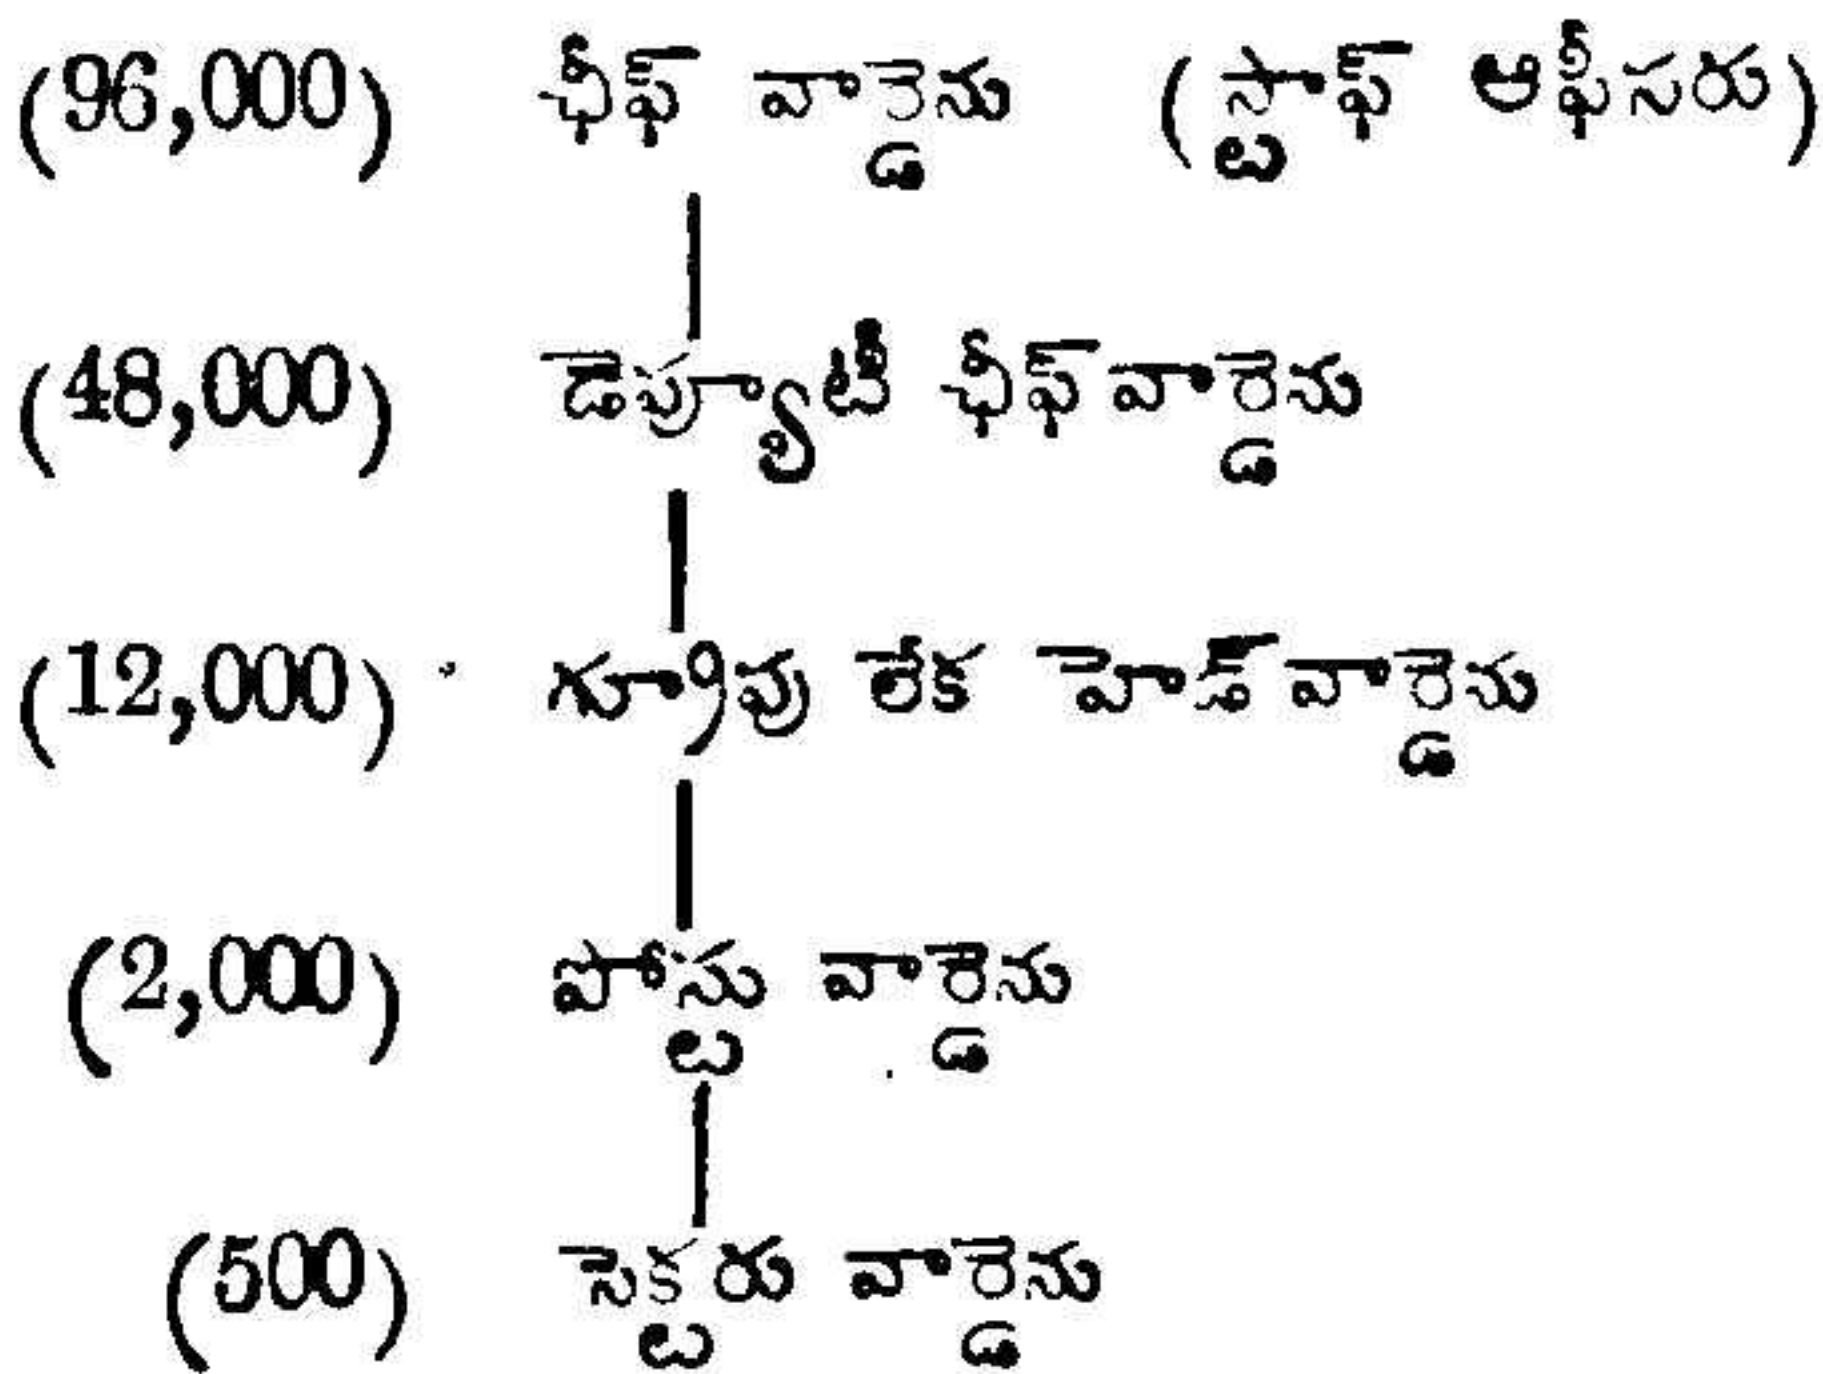 (96,000) ఛీఫ్ వార్డెను (స్టాఫ్ ఆఫీసరు)
(48,000) డెప్యూటీ ఛీఫ్ వార్డెను
(12,000) గ్రూపు లేక హెడ్ వార్డెను
(2,000) పోస్టు వార్డెను
(500) సెక్టరు వార్డెను